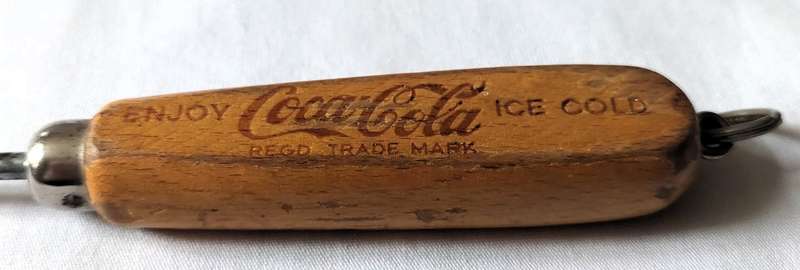 ENJOY Coca-Cola ICE COLD
REGD. TRADE MARK